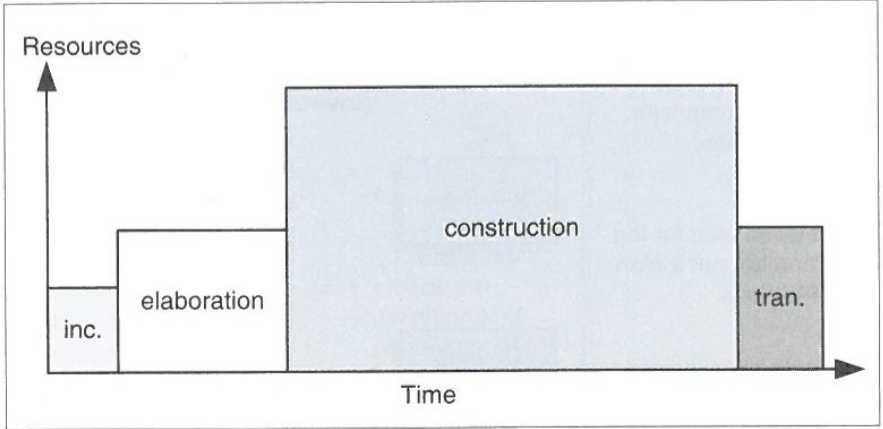 Resources
construction
elaboration
tran.
inc.
Time